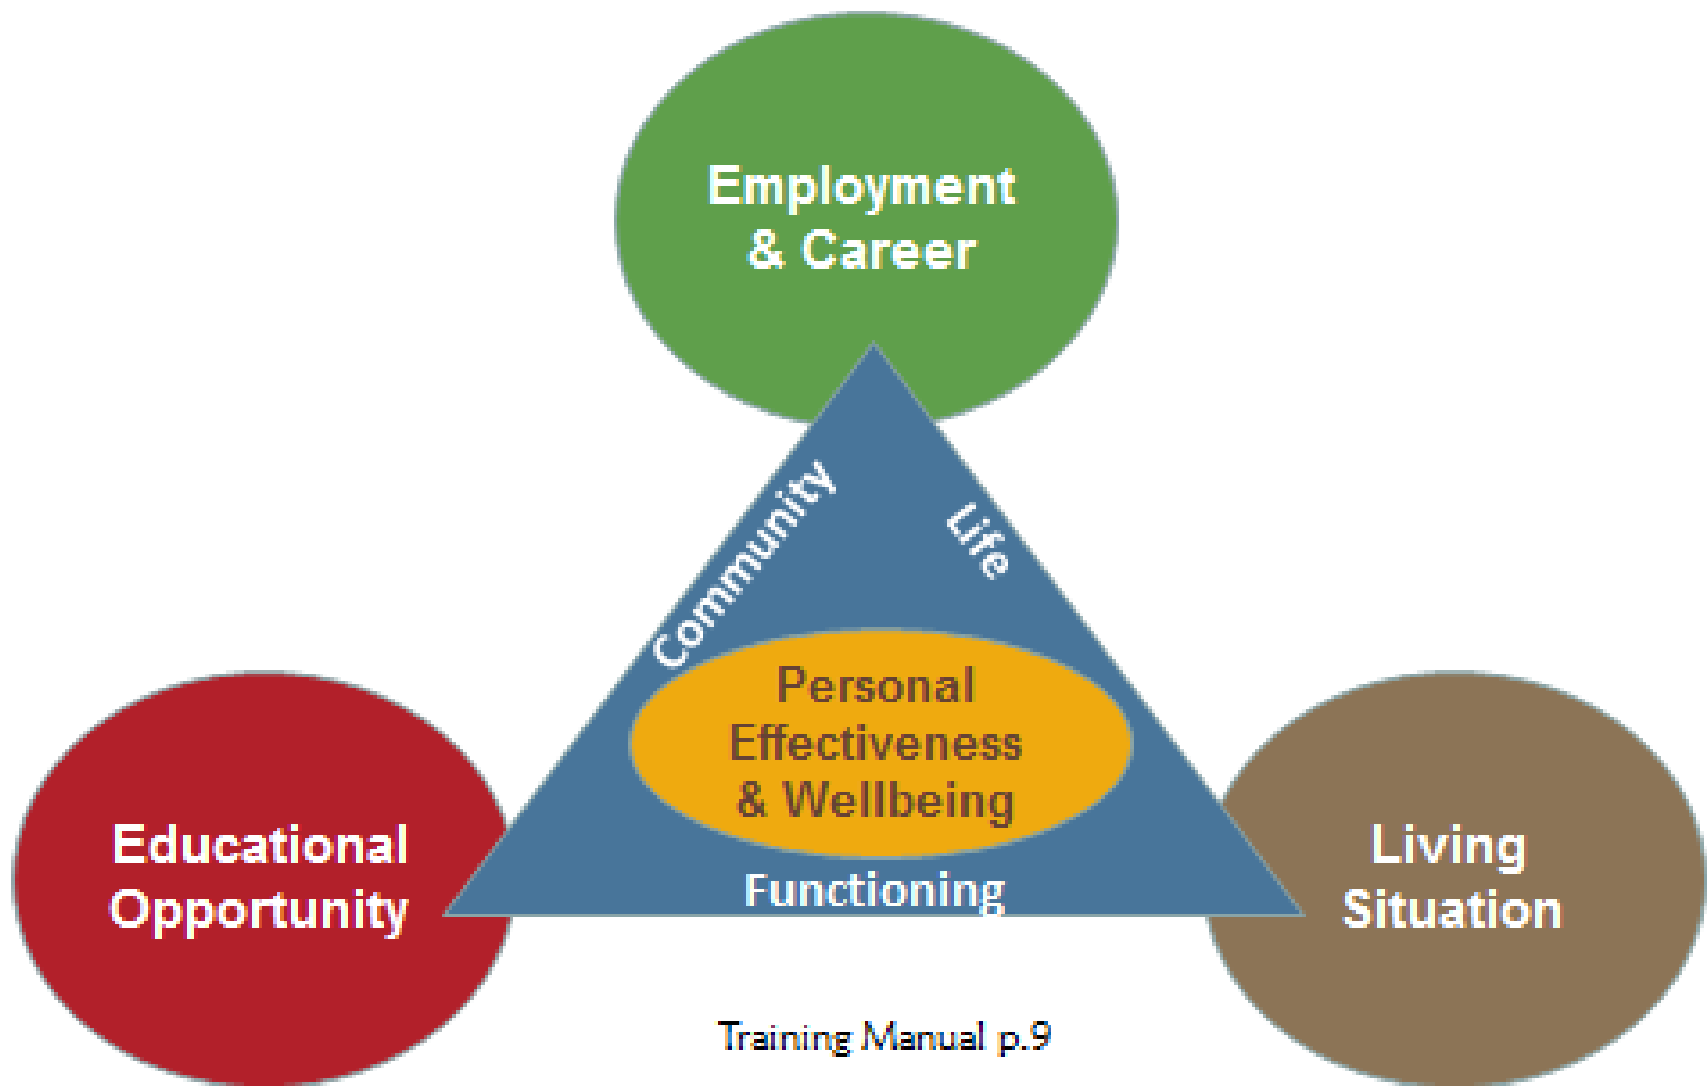 Employment
& Career
Community
Life
Personal
Effectiveness
& Wellbeing
Functioning
Educational
Opportunity
Living
Situation
Training Manual p.9